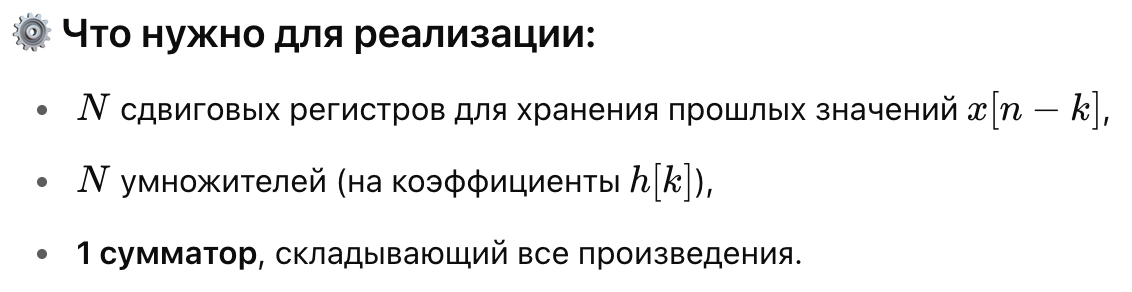 ⚙️ Что нужно для реализации:
• N сдвиговых регистров для хранения прошлых значений x[n − k],
• N умножителей (на коэффициенты h[k]),
• 1 сумматор, складывающий все произведения.